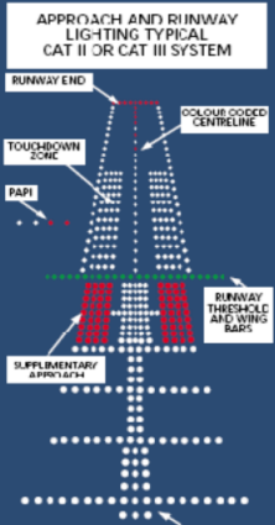 APPROACH AND RUNWAY
LIGHTING TYPICAL
CAT II OR CAT III SYSTEM
RUNWAY END
COLOUR CODED
CENTRELINE
TOUCHDOWN
ZONE
PAPI
RUNWAY
THRESHOLD
AND WING
BARS
SUPPLIMENTARY
APPROACH